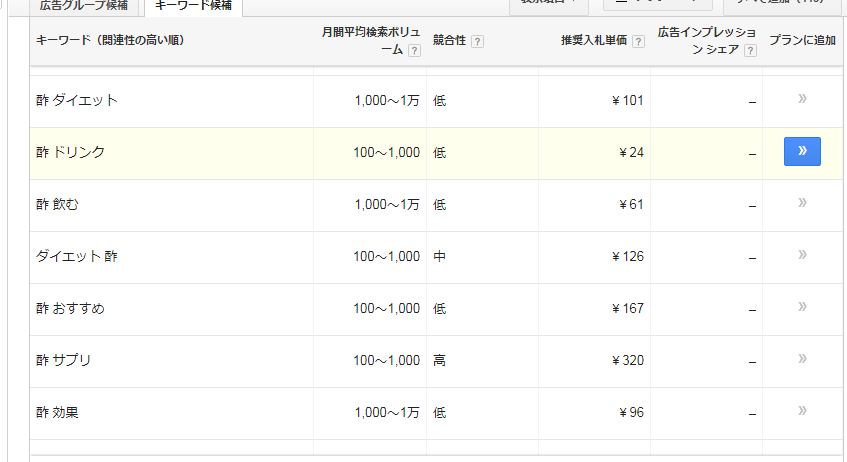 広告グループ候補 キーワード候補
キーワード（関連性の高い順） 月間平均検索ボリューム ? 競合性 ? 推奨入札単価 ? 広告インプレッション シェア ? プランに追加
酢 ダイエット 1,000～1万 低 ￥101 – »
酢 ドリンク 100～1,000 低 ￥24 – »
酢 飲む 1,000～1万 低 ￥61 – »
ダイエット 酢 100～1,000 中 ￥126 – »
酢 おすすめ 100～1,000 低 ￥167 – »
酢 サプリ 100～1,000 高 ￥320 – »
酢 効果 1,000～1万 低 ￥96 – »